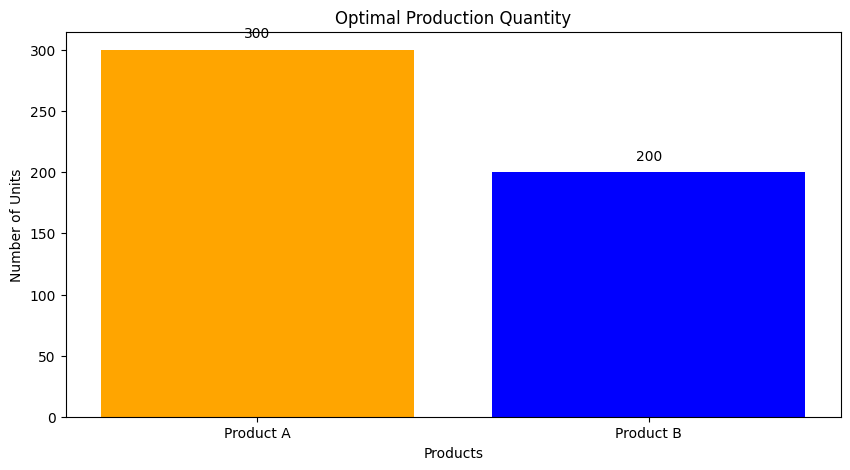 Optimal Production Quantity
300
200
300
250
200
150
100
50
0
Number of Units
Product A
Product B
Products